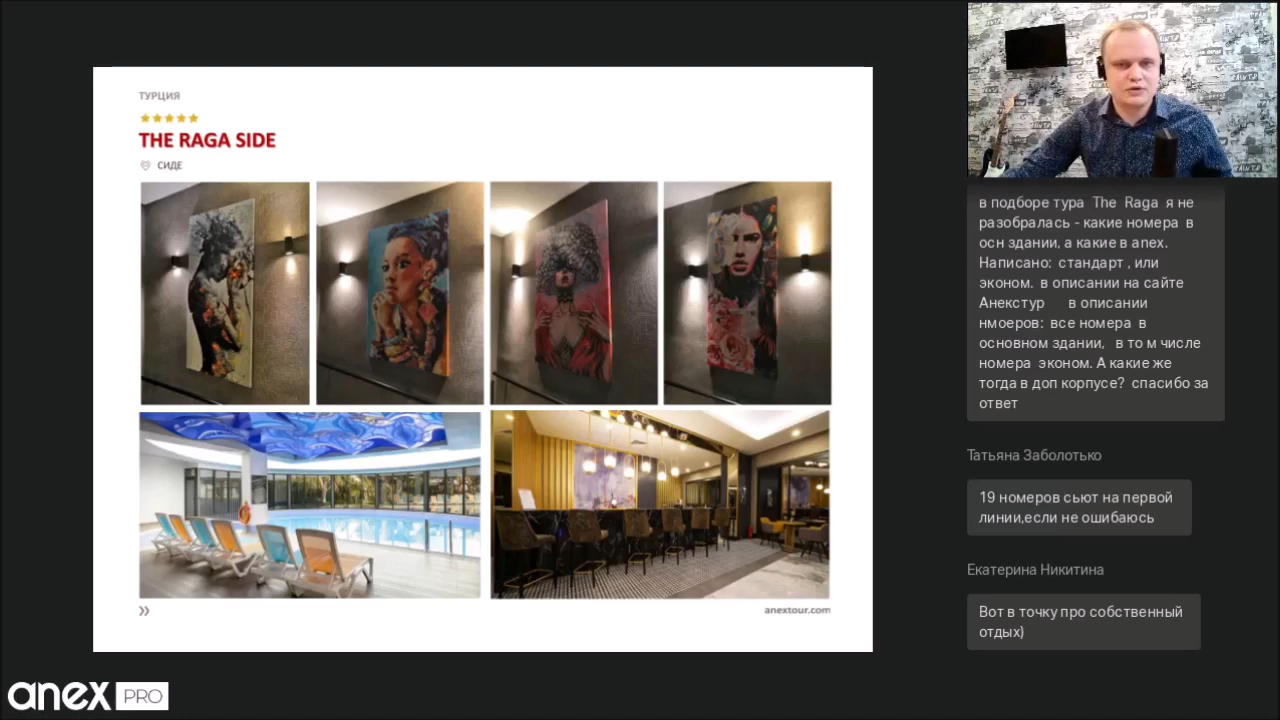 ТУРЦИЯ
THE RAGA SIDE
СИДЕ
anextour.com
anex PRO
в подборе тура The Raga я не
разобралась - какие номера в
осн здании, а какие в апех.
Написано: стандарт , или
эконом. в описании на сайте
Анекстур в описании
нмоеров: все номера в
основном здании, в то м числе
номера эконом. А какие же
тогда в доп корпусе? спасибо за
ответ
Татьяна Заболотько
19 номеров сьют на первой
линии,если не ошибаюсь
Екатерина Никитина
Вот в точку про собственный
отдых)